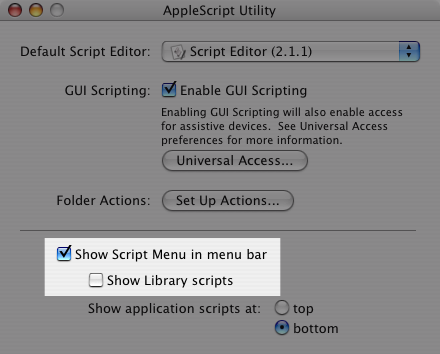 AppleScript Utility
Default Script Editor: Script Editor (2.1.1)
GUI Scripting: Enable GUI Scripting
Enabling GUI Scripting will also enable access
for assistive devices. See Universal Access
preferences for more information.
Universal Access...
Folder Actions: Set Up Actions...
Show Script Menu in menu bar
Show Library scripts
Show application scripts at: top
bottom